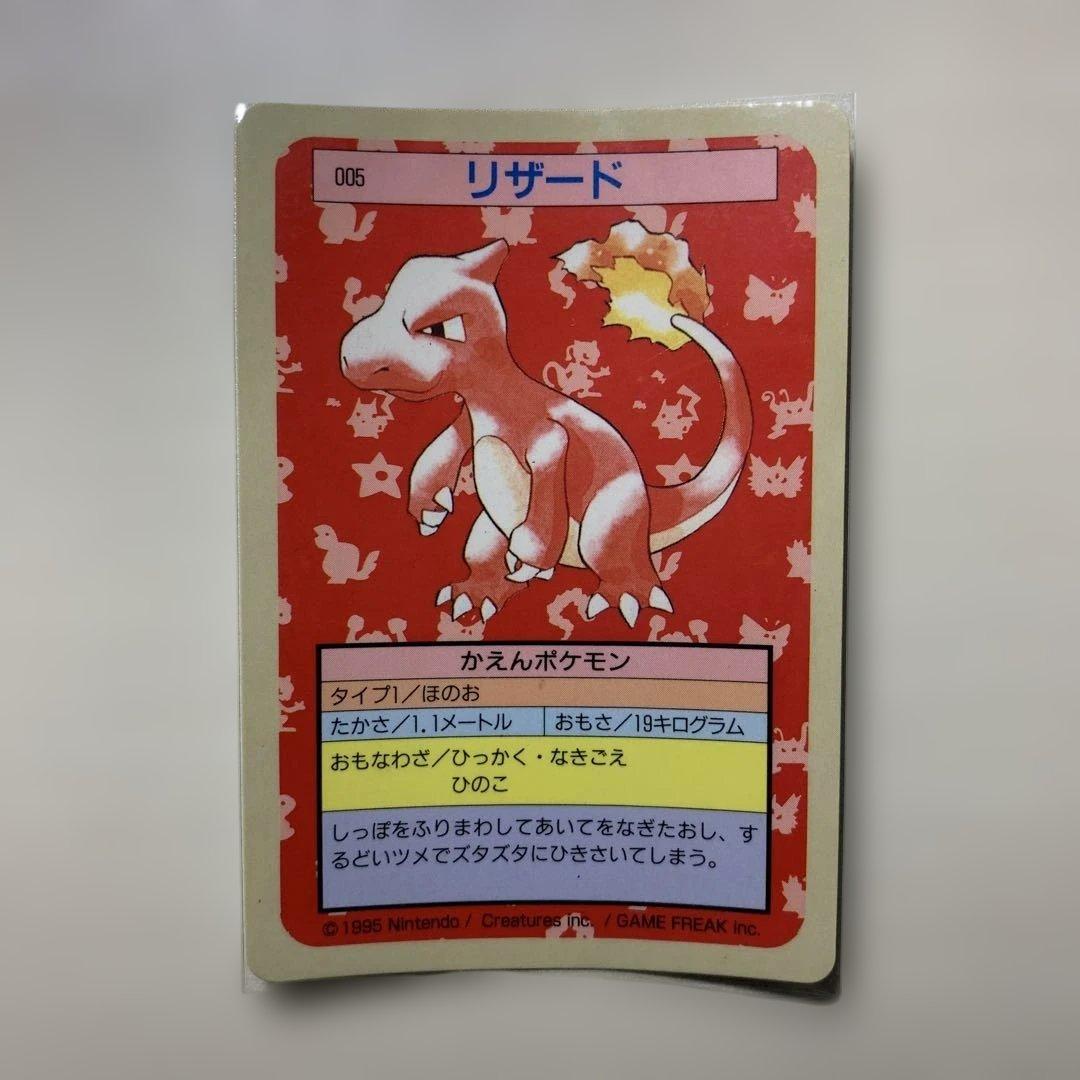 005 リザード
かえんポケモン
タイプ1／ほのお
たかさ／1.1メートル おもさ／19キログラム
おもなわざ／ひっかく・なきごえ
ひのこ
しっぽをふりまわしてあいてをなぎたおし、す
るどいツメでズタズタにひきさいてしまう。
©1995 Nintendo / Creatures inc. / GAME FREAK inc.